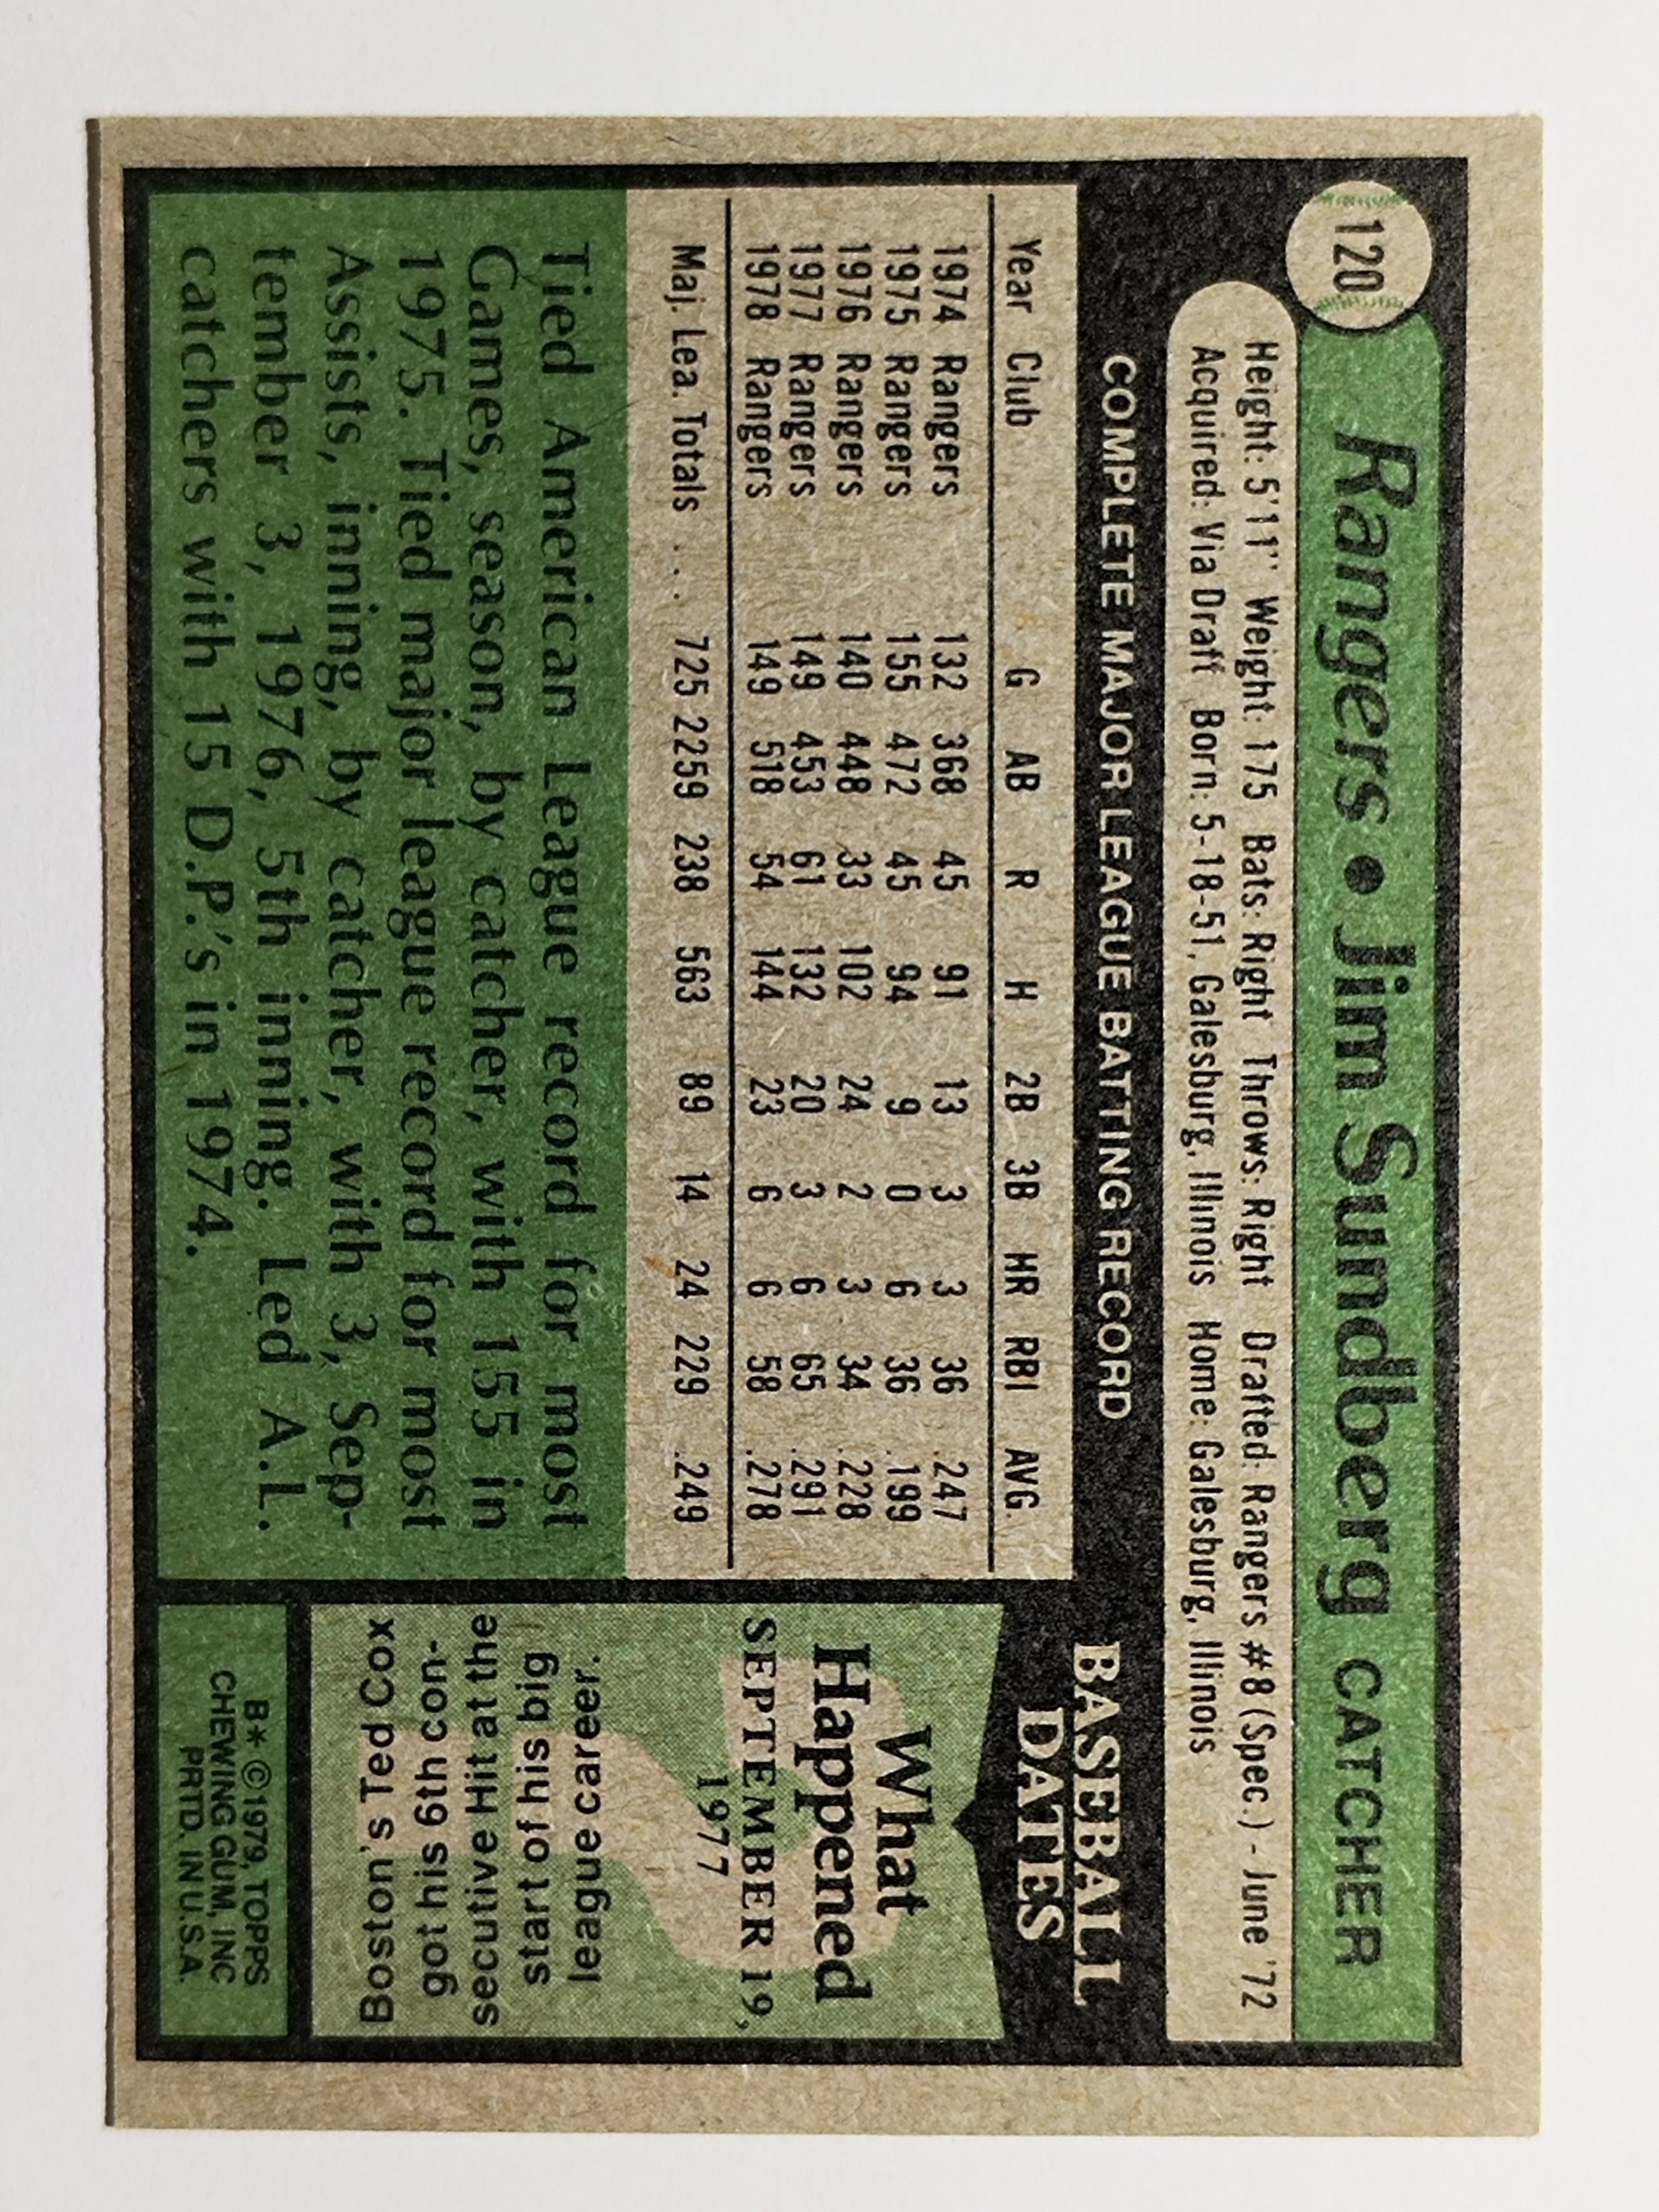 120
Rangers • Jim Sundberg CATCHER
Height: 5'11" Weight: 175 Bats: Right Throws: Right Drafted: Rangers #8 (Spec.) - June '72
Acquired: Via Draft Born: 5-18-51, Galesburg, Illinois Home: Galesburg, Illinois
COMPLETE MAJOR LEAGUE BATTING RECORD
Year Club G AB R H 2B 3B HR RBI AVG.
1974 Rangers 132 368 45 91 13 3 3 36 .247
1975 Rangers 155 472 45 94 9 0 6 36 .199
1976 Rangers 140 448 33 102 24 2 3 34 .228
1977 Rangers 149 453 61 132 20 3 6 65 .291
1978 Rangers 149 518 54 144 23 6 6 58 .278
Maj. Lea. Totals . . 725 2259 238 563 89 14 24 229 .249
Tied American League record for most
Games, season, by catcher, with 155 in
1975. Tied major league record for most
Assists, inning, by catcher, with 3, Sep-
tember 3, 1976, 5th inning. Led A.L.
catchers with 15 D.P.'s in 1974.
BASEBALL
DATES
What
Happened
SEPTEMBER 19,
1977
Boston's Ted Cox
got his 6th con-
secutive Hit at the
start of his big
league career.
B* ©1979, TOPPS
CHEWING GUM, INC
PRTD. IN U.S.A.